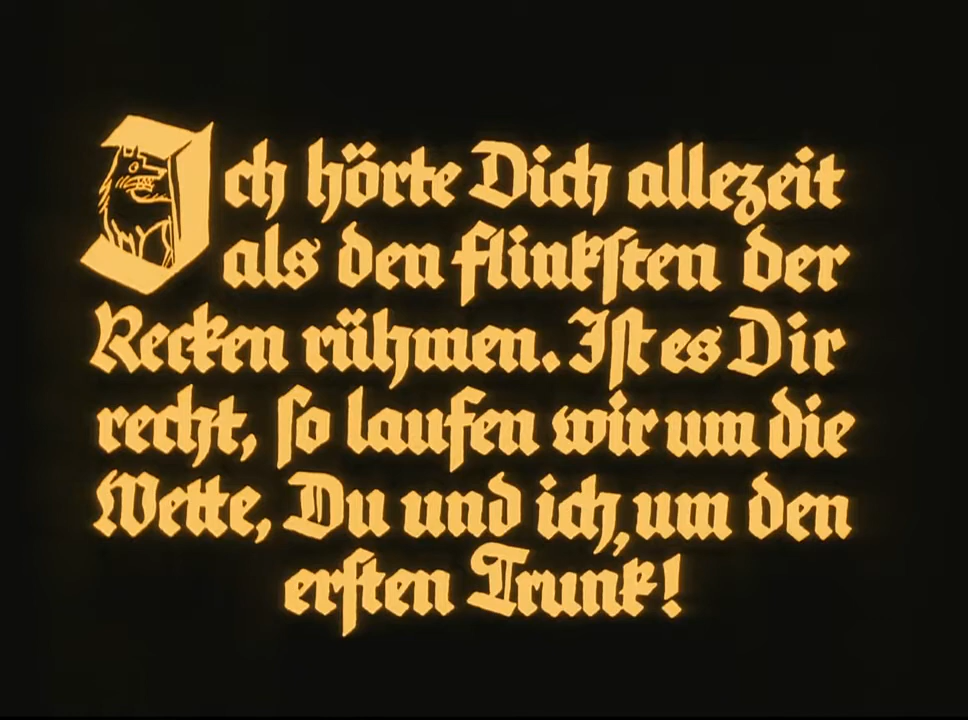 Ich hörte Dich allezeit
als den flinkſten der
Recken rühmen. Iſt es Dir
recht, ſo laufen wir um die
Wette, Du und ich, um den
erſten Trunk!